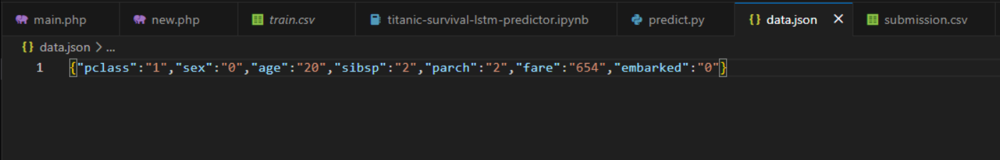 main.php new.php train.csv titanic-survival-lstm-predictor.ipynb predict.py {} data.json × submission.csv
{} data.json > ...
1 {"pclass":"1","sex":"0","age":"20","sibsp":"2","parch":"2","fare":"654","embarked":"0"}